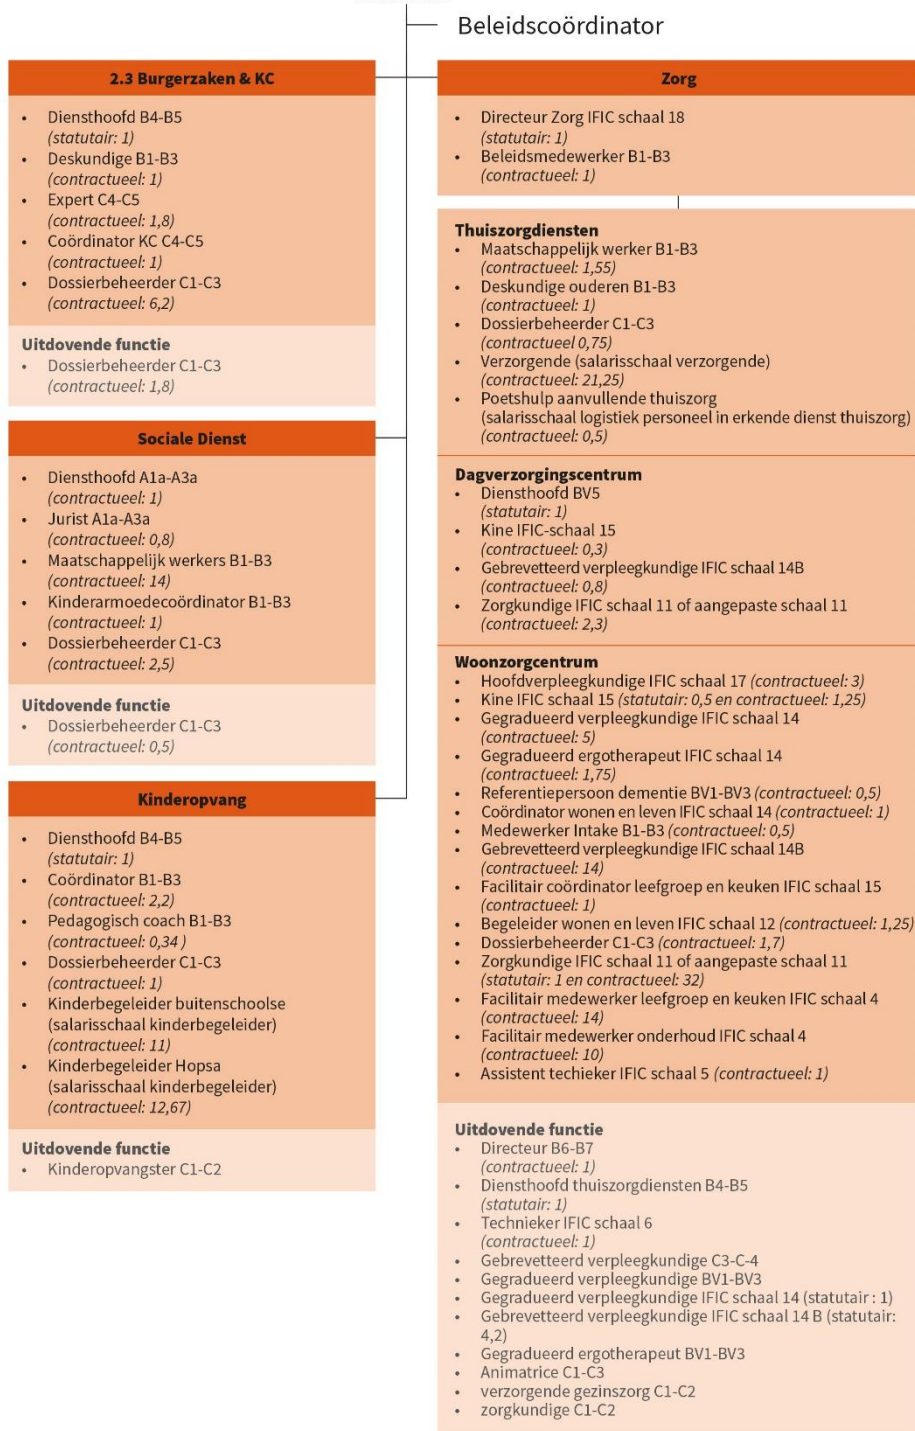 Beleidscoördinator
2.3 Burgerzaken & KC
• Diensthoofd B4-B5
(statutair: 1)
• Deskundige B1-B3
(contractueel: 1)
• Expert C4-C5
(contractueel: 1,8)
• Coördinator KC C4-C5
(contractueel: 1)
• Dossierbeheerder C1-C3
(contractueel: 6,2)
Uitdovende functie
• Dossierbeheerder C1-C3
(contractueel: 1,8)
Sociale Dienst
• Diensthoofd A1a-A3a
(contractueel: 1)
• Jurist A1a-A3a
(contractueel: 0,8)
• Maatschappelijk werkers B1-B3
(contractueel: 14)
• Kinderarmoedecoördinator B1-B3
(contractueel: 1)
• Dossierbeheerder C1-C3
(contractueel: 2,5)
Uitdovende functie
• Dossierbeheerder C1-C3
(contractueel: 0,5)
Kinderopvang
• Diensthoofd B4-B5
(statutair: 1)
• Coördinator B1-B3
(contractueel: 2,2)
• Pedagogisch coach B1-B3
(contractueel: 0,34 )
• Dossierbeheerder C1-C3
(contractueel: 1)
• Kinderbegeleider buitenschoolse
(salarisschaal kinderbegeleider)
(contractueel: 11)
• Kinderbegeleider Hopsa
(salarisschaal kinderbegeleider)
(contractueel: 12,67)
Uitdovende functie
• Kinderopvangster C1-C2
Zorg
• Directeur Zorg IFIC schaal 18
(statutair: 1)
• Beleidsmedewerker B1-B3
(contractueel: 1)
Thuiszorgdiensten
• Maatschappelijk werker B1-B3
(contractueel: 1,55)
• Deskundige ouderen B1-B3
(contractueel: 1)
• Dossierbeheerder C1-C3
(contractueel 0,75)
• Verzorgende (salarisschaal verzorgende)
(contractueel: 21,25)
• Poetshulp aanvullende thuiszorg
(salarisschaal logistiek personeel in erkende dienst thuiszorg)
(contractueel: 0,5)
Dagverzorgingscentrum
• Diensthoofd BV5
(statutair: 1)
• Kine IFIC-schaal 15
(contractueel: 0,3)
• Gebrevetteerd verpleegkundige IFIC schaal 14B
(contractueel: 0,8)
• Zorgkundige IFIC schaal 11 of aangepaste schaal 11
(contractueel: 2,3)
Woonzorgcentrum
• Hoofdverpleegkundige IFIC schaal 17 (contractueel: 3)
• Kine IFIC schaal 15 (statutair: 0,5 en contractueel: 1,25)
• Gegradueerd verpleegkundige IFIC schaal 14
(contractueel: 5)
• Gegradueerd ergotherapeut IFIC schaal 14
(contractueel: 1,75)
• Referentiepersoon dementie BV1-BV3 (contractueel: 0,5)
• Coördinator wonen en leven IFIC schaal 14 (contractueel: 1)
• Medewerker Intake B1-B3 (contractueel: 0,5)
• Gebrevetteerd verpleegkundige IFIC schaal 14B
(contractueel: 14)
• Facilitair coördinator leefgroep en keuken IFIC schaal 15
(contractueel: 1)
• Begeleider wonen en leven IFIC schaal 12 (contractueel: 1,25)
• Dossierbeheerder C1-C3 (contractueel: 1,7)
• Zorgkundige IFIC schaal 11 of aangepaste schaal 11
(statutair: 1 en contractueel: 32)
• Facilitair medewerker leefgroep en keuken IFIC schaal 4
(contractueel: 14)
• Facilitair medewerker onderhoud IFIC schaal 4
(contractueel: 10)
• Assistent techieker IFIC schaal 5 (contractueel: 1)
Uitdovende functie
• Directeur B6-B7
(contractueel: 1)
• Diensthoofd thuiszorgdiensten B4-B5
(statutair: 1)
• Technieker IFIC schaal 6
(contractueel: 1)
• Gebrevetteerd verpleegkundige C3-C-4
• Gegradueerd verpleegkundige BV1-BV3
• Gegradueerd verpleegkundige IFIC schaal 14 (statutair : 1)
• Gebrevetteerd verpleegkundige IFIC schaal 14 B (statutair:
4,2)
• Gegradueerd ergotherapeut BV1-BV3
• Animatrice C1-C3
• verzorgende gezinszorg C1-C2
• zorgkundige C1-C2